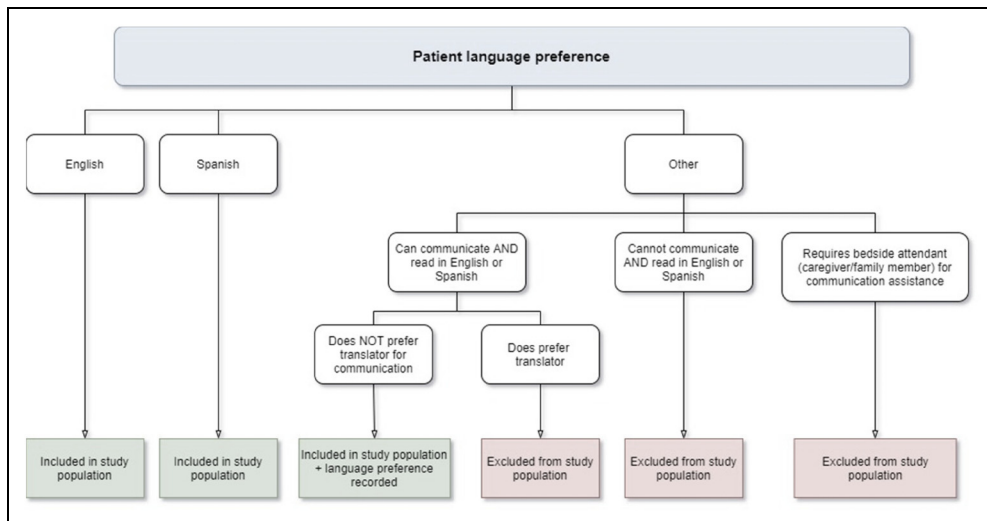 Patient language preference
English
Spanish
Other
Can communicate AND
read in English or
Spanish
Cannot communicate
AND read in English or
Spanish
Requires bedside attendant
(caregiver/family member) for
communication assistance
Does NOT prefer
translator for
communication
Does prefer
translator
Included in study
population
Included in study
population
Included in study population
+ language preference
recorded
Excluded from study
population
Excluded from study
population
Excluded from study
population